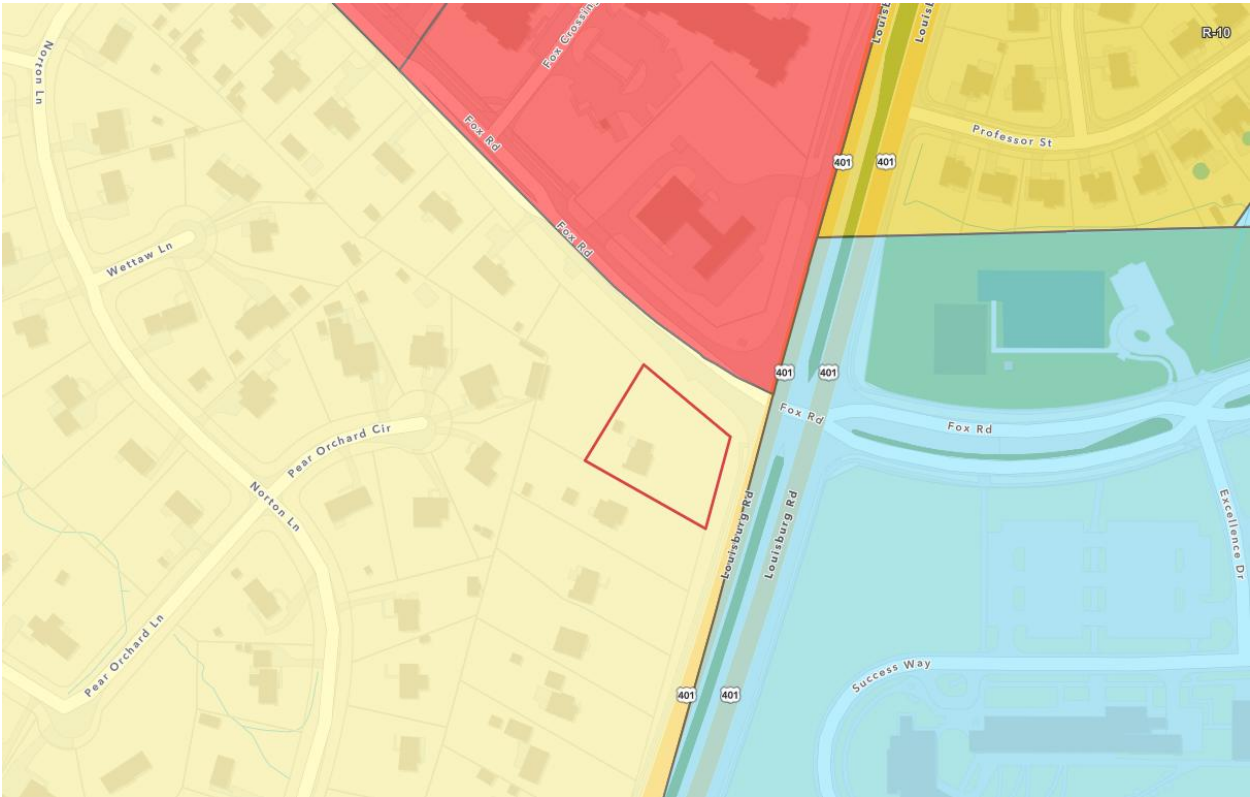 Louisb
Louisb
R-10
Norton Ln
Fox Crossing
Fox Rd
Professor St
401
401
Fox Rd
Wettaw Ln
401
401
Fox Rd
Fox Rd
Pear Orchard Cir
Norton Ln
Louisburg Rd
Louisburg Rd
Excellence Dr
Pear Orchard Ln
Success Way
401
401